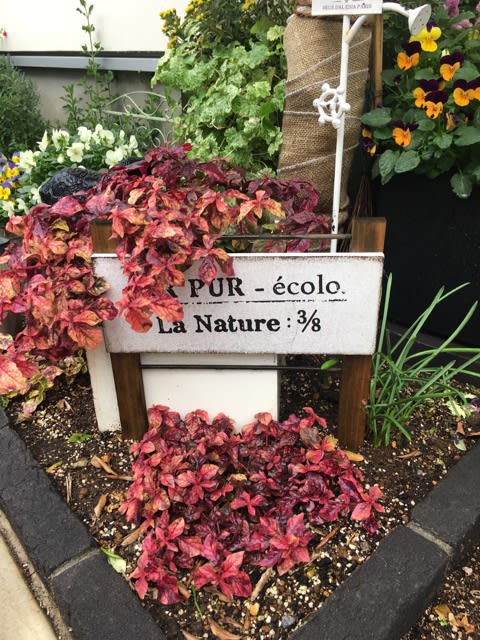 R PUR - écolo.
La Nature : 3/8